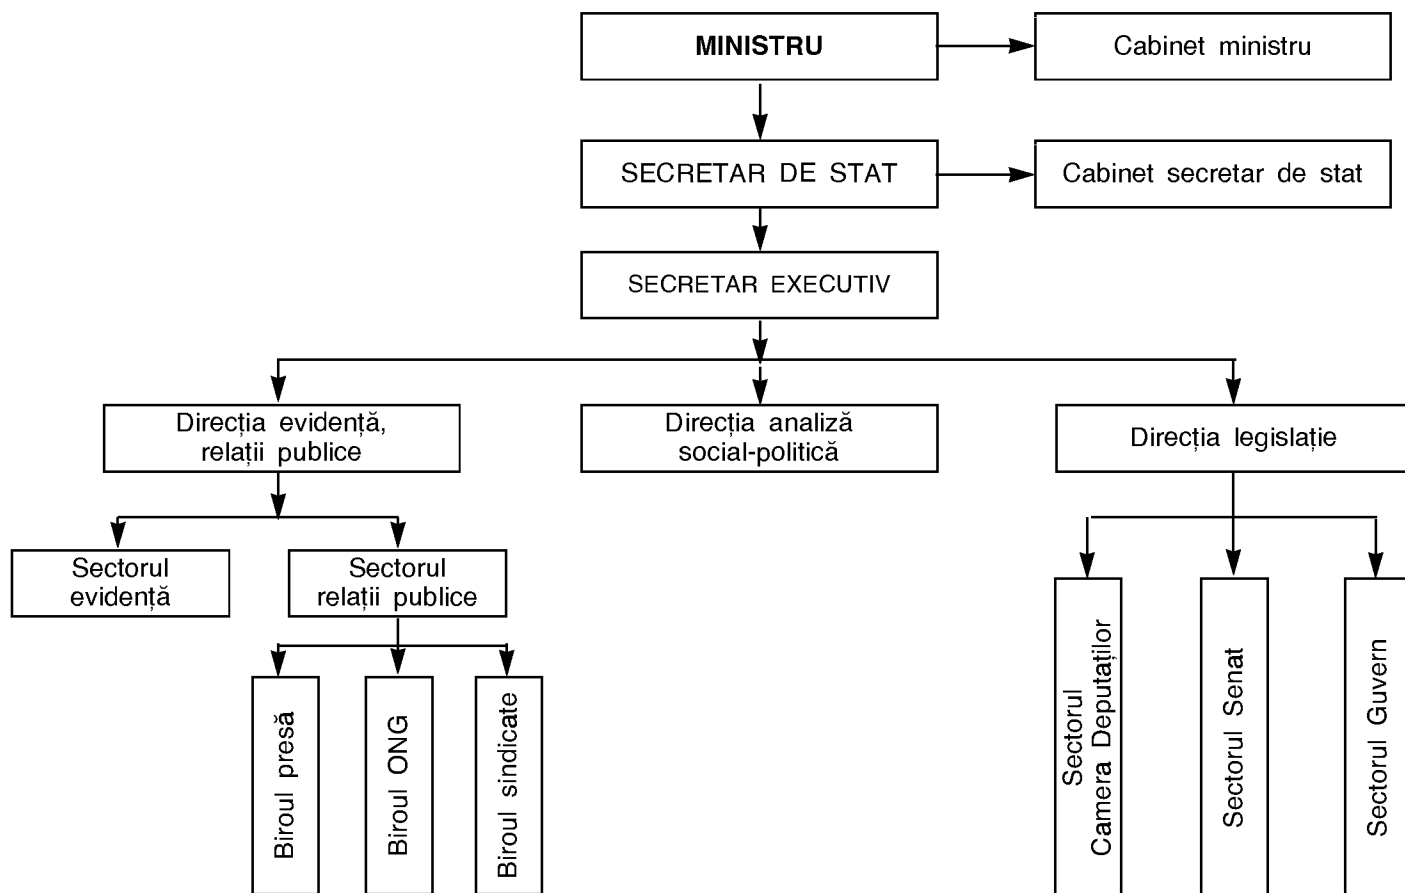 MINISTRU
Cabinet ministru
SECRETAR DE STAT
Cabinet secretar de stat
SECRETAR EXECUTIV
Direcția evidență,
relații publice
Direcția analiză
social-politică
Direcția legislație
Sectorul
evidență
Sectorul
relații publice
Biroul presă
Biroul ONG
Biroul sindicate
Sectorul
Camera Deputaților
Sectorul Senat
Sectorul Guvern